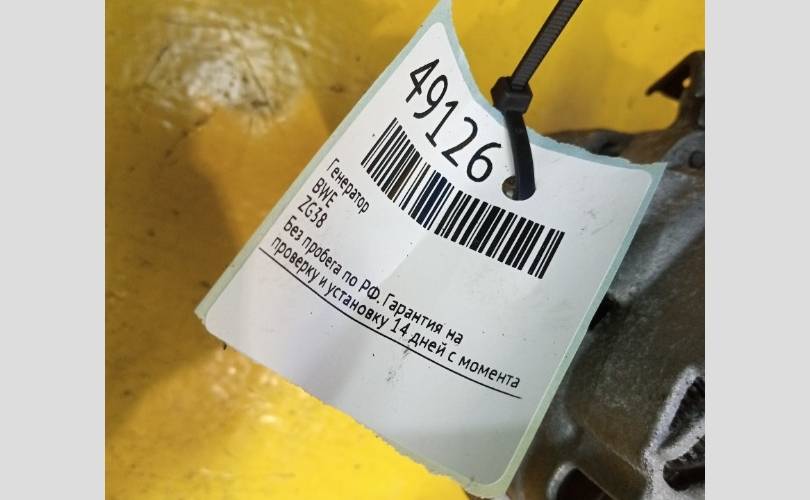 49126
Генератор
BWE
ZG38
Без пробега по РФ. Гарантия на
проверку и установку 14 дней с момента